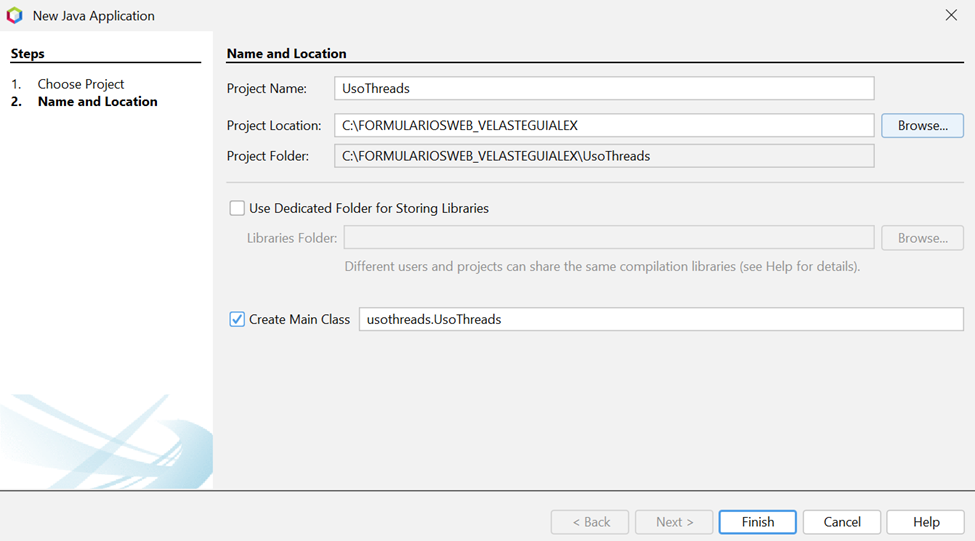 New Java Application
Steps
1. Choose Project
2. Name and Location
Name and Location
Project Name: UsoThreads
Project Location: C:\FORMULARIOSWEB_VELASTEGUIALEX Browse...
Project Folder: C:\FORMULARIOSWEB_VELASTEGUIALEX\UsoThreads
Use Dedicated Folder for Storing Libraries
Libraries Folder: Browse...
Different users and projects can share the same compilation libraries (see Help for details).
Create Main Class usothreads.UsoThreads
< Back Next > Finish Cancel Help